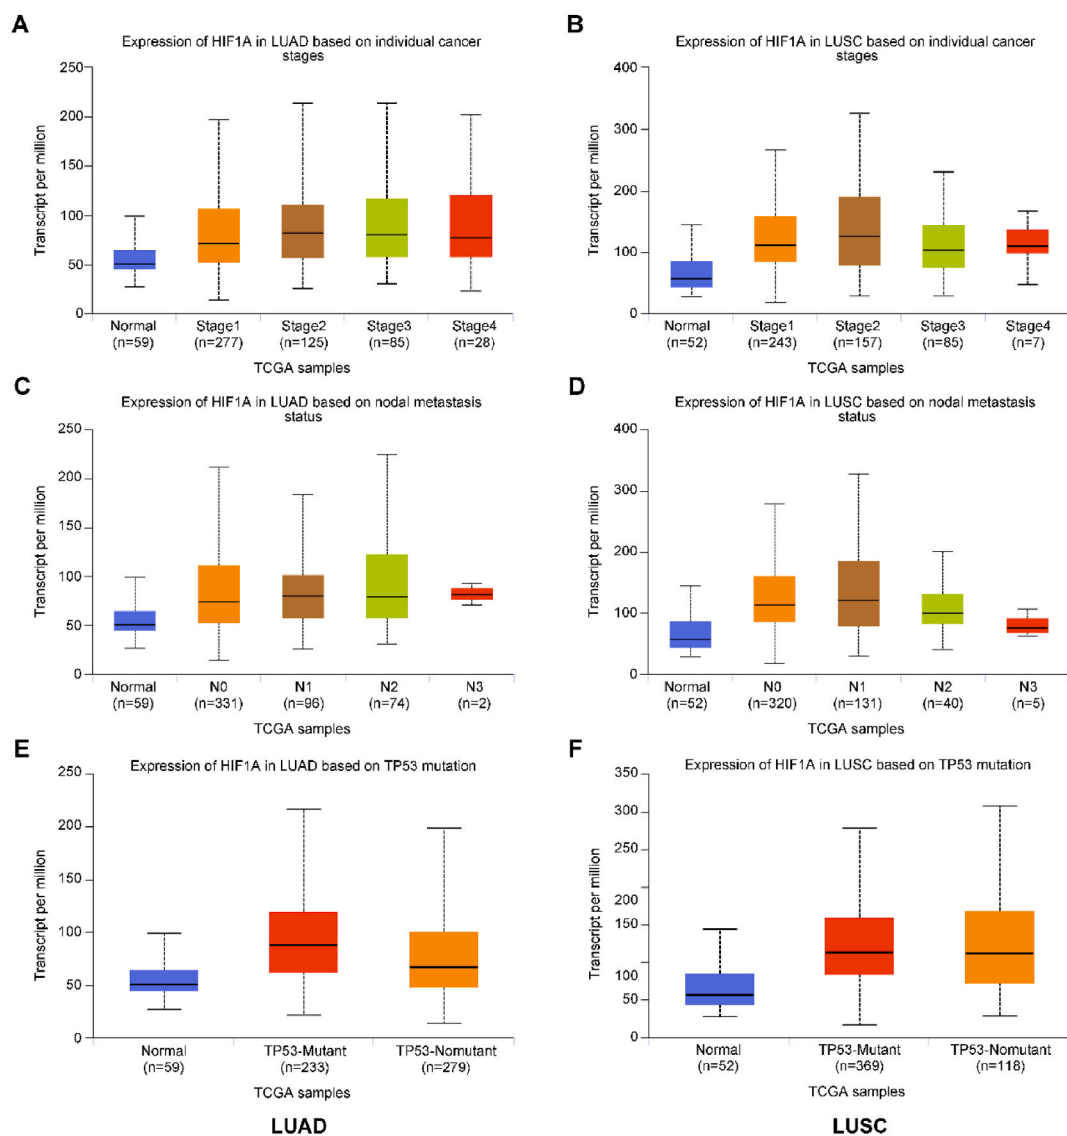 A
Expression of HIF1A in LUAD based on individual cancer
stages
Transcript per million
250
200
150
100
50
0
Normal Stage1 Stage2 Stage3 Stage4
(n=59) (n=277) (n=125) (n=85) (n=28)
TCGA samples
B
Expression of HIF1A in LUSC based on individual cancer
stages
Transcript per million
400
300
200
100
0
Normal Stage1 Stage2 Stage3 Stage4
(n=52) (n=243) (n=157) (n=85) (n=7)
TCGA samples
C
Expression of HIF1A in LUAD based on nodal metastasis
status
Transcript per million
250
200
150
100
50
0
Normal N0 N1 N2 N3
(n=59) (n=331) (n=96) (n=74) (n=2)
TCGA samples
D
Expression of HIF1A in LUSC based on nodal metastasis
status
Transcript per million
400
300
200
100
0
Normal N0 N1 N2 N3
(n=52) (n=320) (n=131) (n=40) (n=5)
TCGA samples
E
Expression of HIF1A in LUAD based on TP53 mutation
Transcript per million
250
200
150
100
50
0
Normal TP53-Mutant TP53-Nomutant
(n=59) (n=233) (n=279)
TCGA samples
LUAD
F
Expression of HIF1A in LUSC based on TP53 mutation
Transcript per million
350
300
200
150
100
50
0
Normal TP53-Mutant TP53-Nomutant
(n=52) (n=369) (n=118)
TCGA samples
LUSC